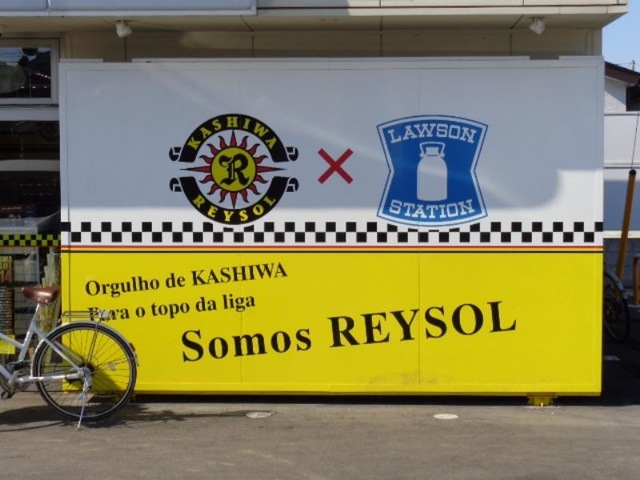 KASHIWA
REYSOL
R
LAWSON
STATION
Orgulho de KASHIWA
Para o topo da liga
Somos REYSOL